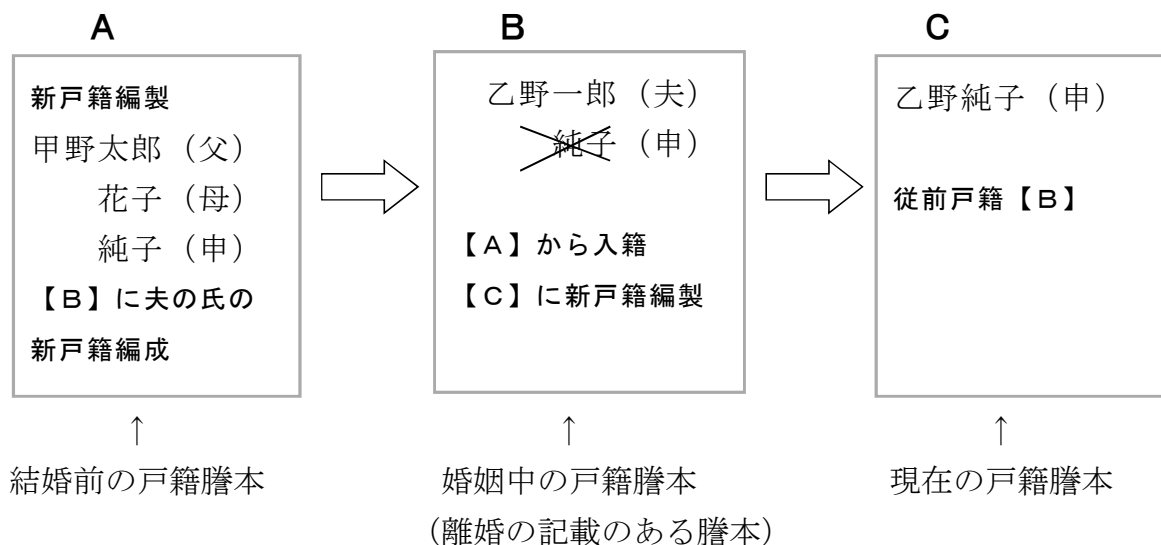 A
新戸籍編製
甲野太郎（父）
花子（母）
純子（申）
【B】に夫の氏の
新戸籍編成
↑
結婚前の戸籍謄本
B
乙野一郎（夫）
純子（申）
【A】から入籍
【C】に新戸籍編製
↑
婚姻中の戸籍謄本
（離婚の記載のある謄本）
C
乙野純子（申）
従前戸籍【B】
↑
現在の戸籍謄本